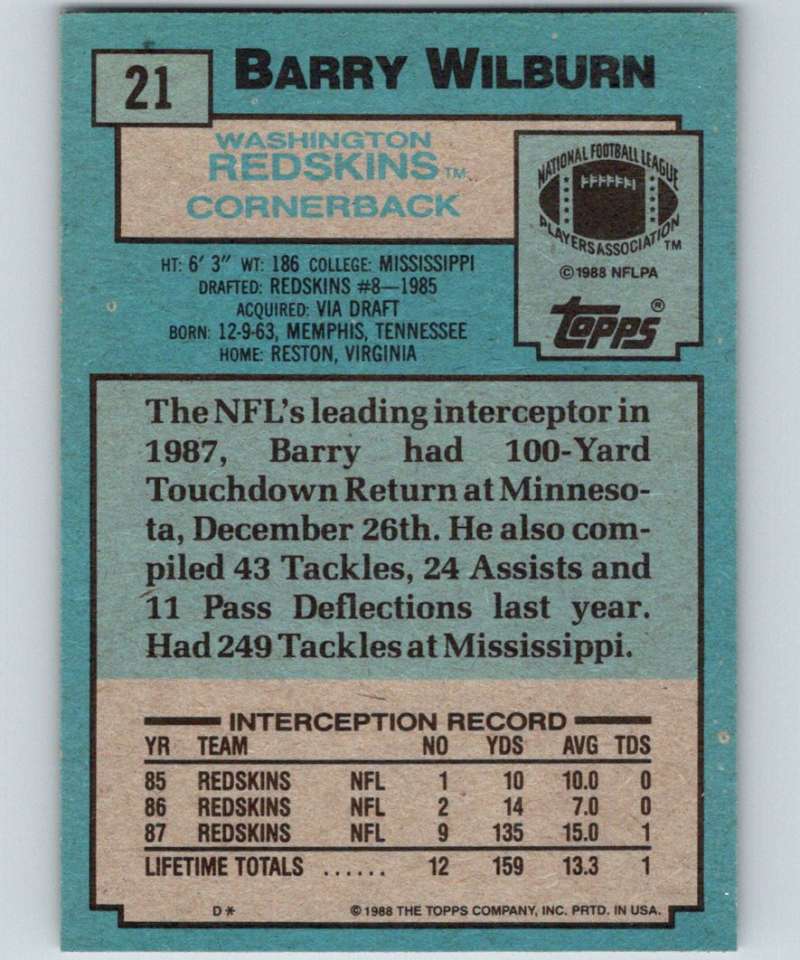 21
BARRY WILBURN
WASHINGTON
REDSKINS TM
CORNERBACK
NATIONAL FOOTBALL LEAGUE
PLAYERS ASSOCIATION TM
© 1988 NFLPA
topps ®
HT: 6' 3" WT: 186 COLLEGE: MISSISSIPPI
DRAFTED: REDSKINS #8—1985
ACQUIRED: VIA DRAFT
BORN: 12-9-63, MEMPHIS, TENNESSEE
HOME: RESTON, VIRGINIA
The NFL's leading interceptor in
1987, Barry had 100-Yard
Touchdown Return at Minneso-
ta, December 26th. He also com-
piled 43 Tackles, 24 Assists and
11 Pass Deflections last year.
Had 249 Tackles at Mississippi.
INTERCEPTION RECORD
YR TEAM NO YDS AVG TDS
85 REDSKINS NFL 1 10 10.0 0
86 REDSKINS NFL 2 14 7.0 0
87 REDSKINS NFL 9 135 15.0 1
LIFETIME TOTALS ...... 12 159 13.3 1
D* © 1988 THE TOPPS COMPANY, INC. PRTD. IN USA.